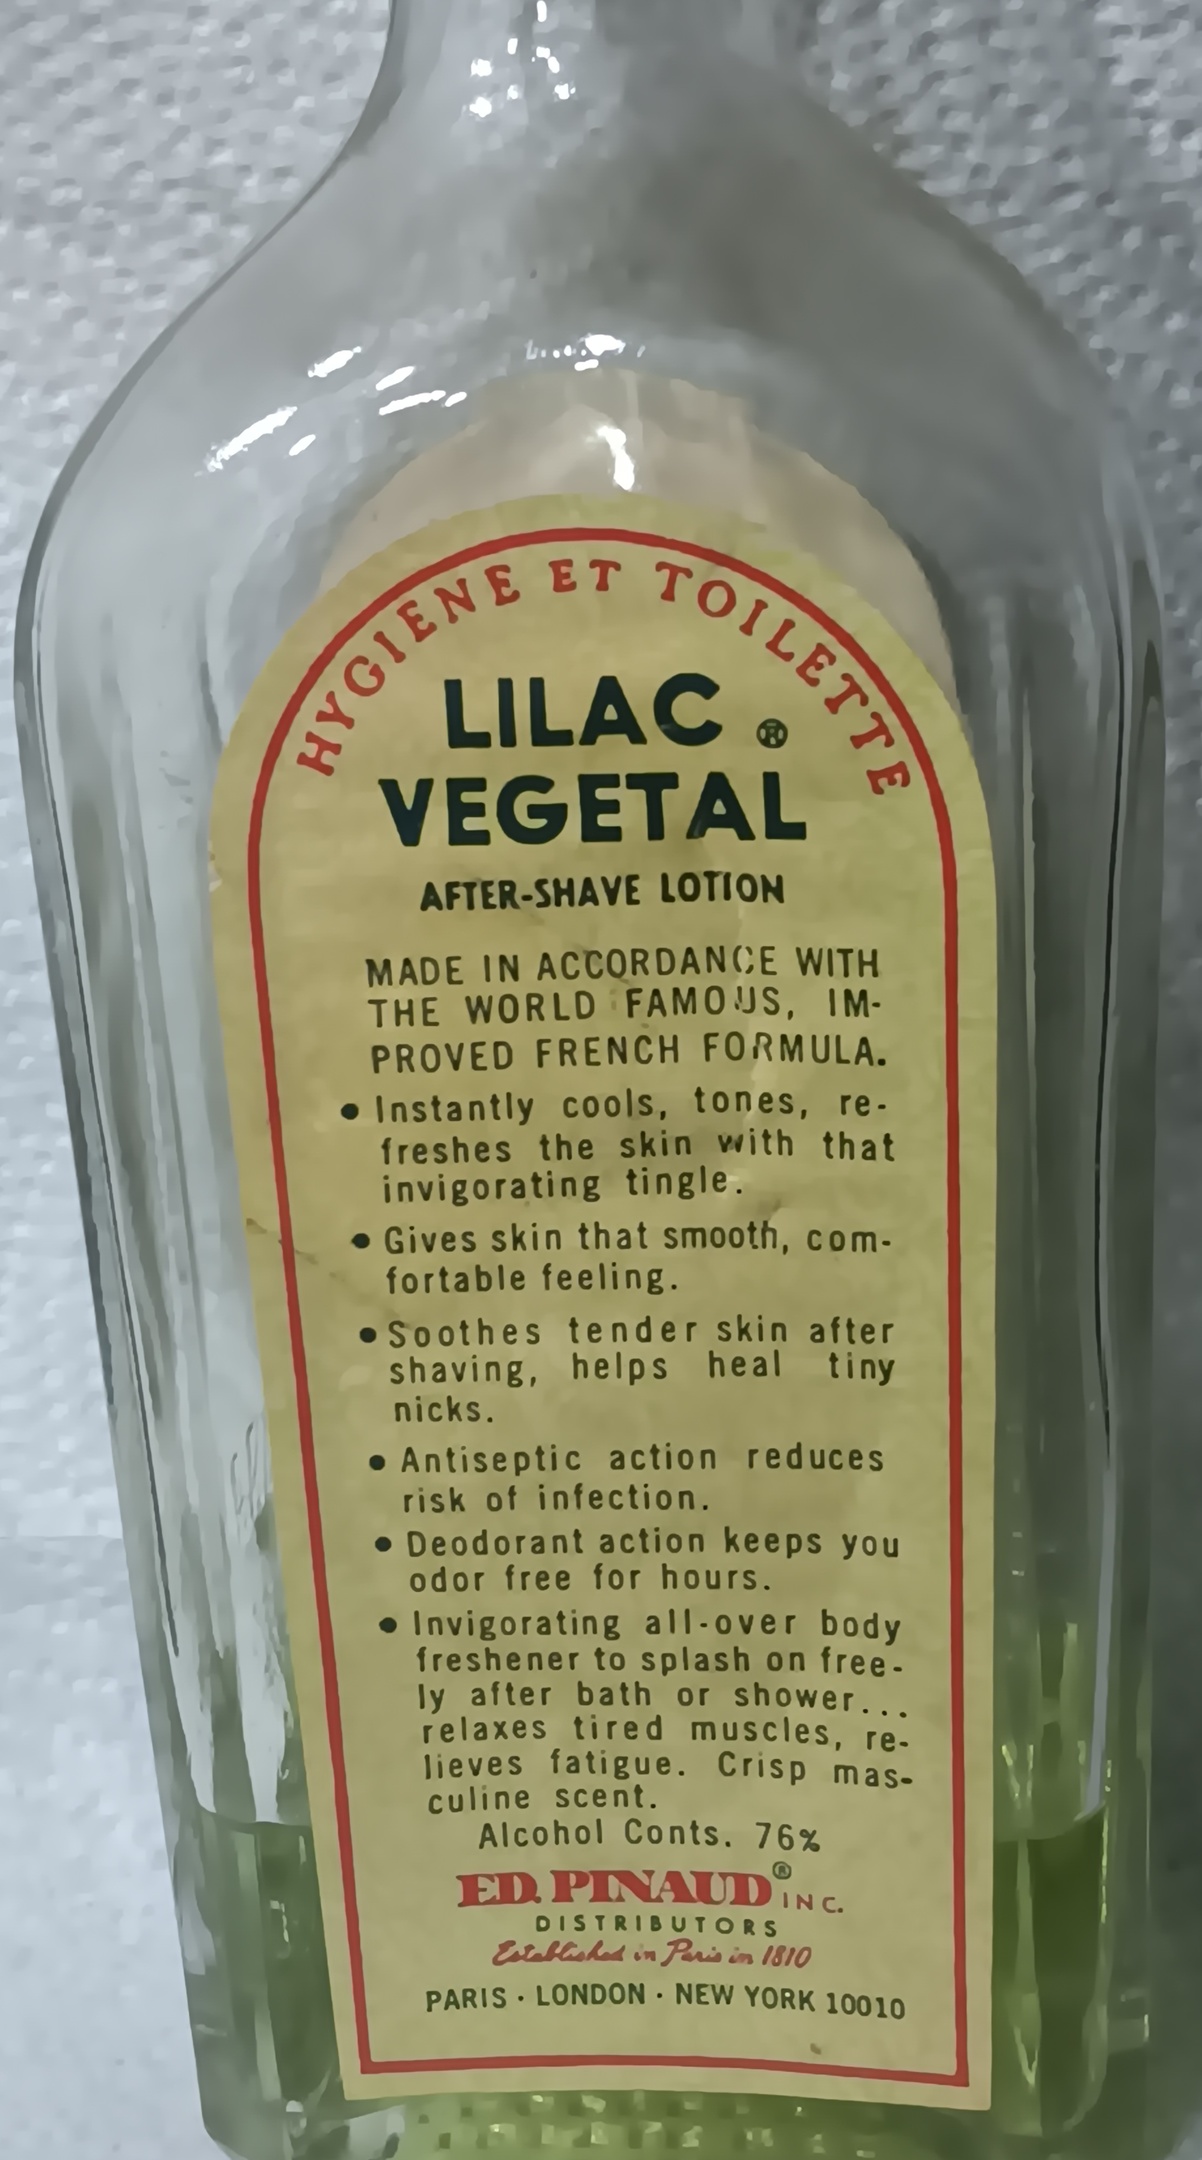 HYGIENE ET TOILETTE
LILAC ®
VEGETAL
AFTER-SHAVE LOTION
MADE IN ACCORDANCE WITH
THE WORLD FAMOUS, IM-
PROVED FRENCH FORMULA.
• Instantly cools, tones, re-
freshes the skin with that
invigorating tingle.
• Gives skin that smooth, com-
fortable feeling.
• Soothes tender skin after
shaving, helps heal tiny
nicks.
• Antiseptic action reduces
risk of infection.
• Deodorant action keeps you
odor free for hours.
• Invigorating all-over body
freshener to splash on free-
ly after bath or shower...
relaxes tired muscles, re-
lieves fatigue. Crisp mas-
culine scent.
Alcohol Conts. 76%
ED. PINAUD® INC.
DISTRIBUTORS
Established in Paris in 1810
PARIS · LONDON · NEW YORK 10010